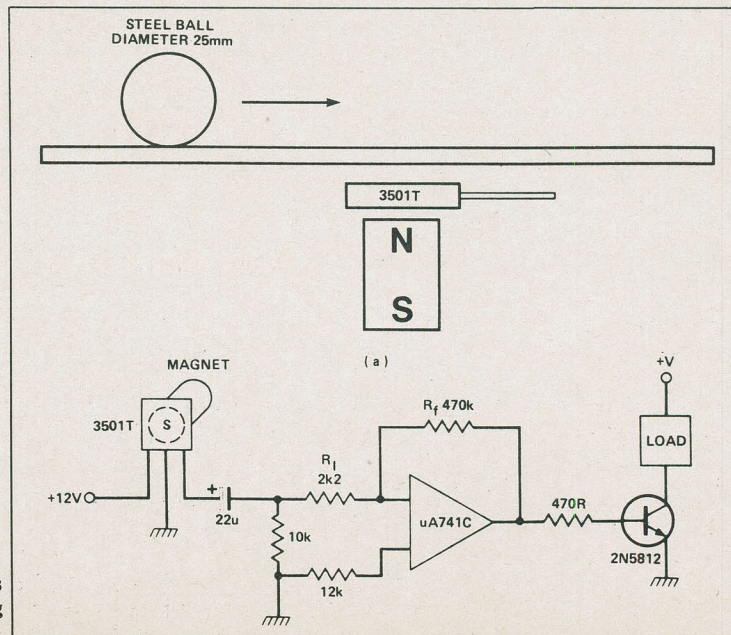 STEEL BALL
DIAMETER 25mm
3501T
N
S
(a)
MAGNET
3501T
S
+12V
+
22u
R1
2k2
10k
12k
Rf 470k
uA741C
470R
+V
LOAD
2N5812
s
g